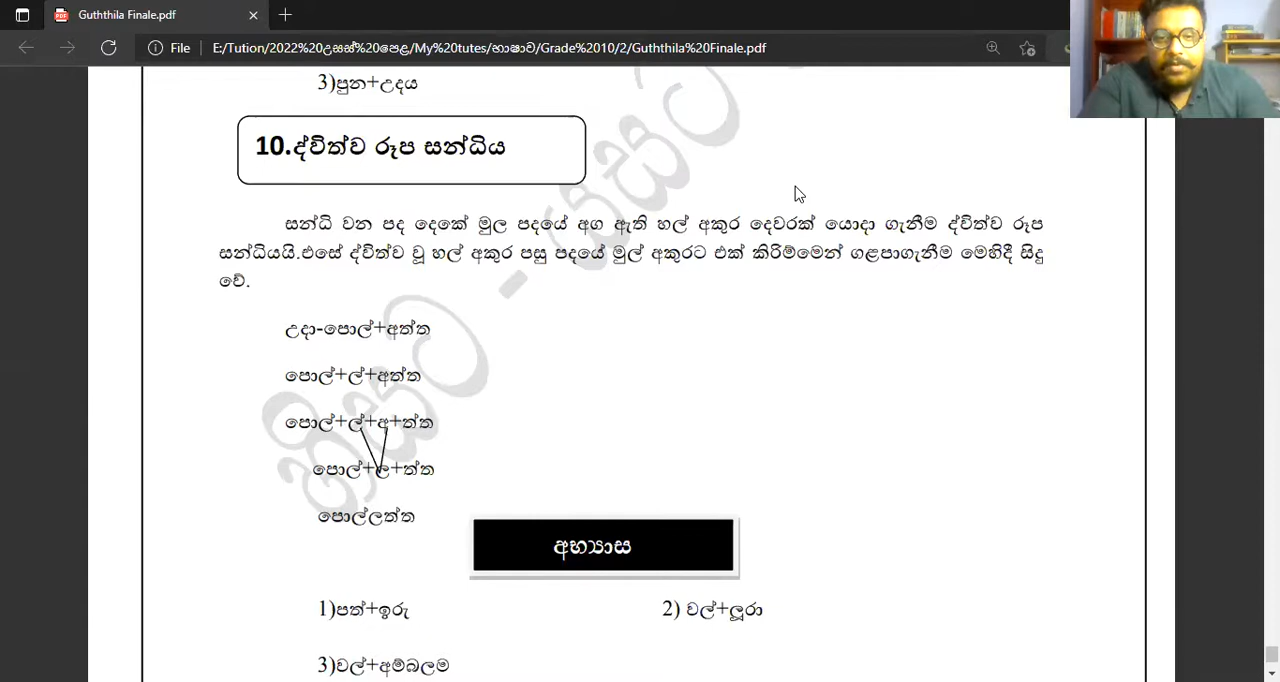 Guththila Finale.pdf
File E:/Tution/2022%20උසස්%20පෙළ/My%20tutes/භාෂාව/Grade%2010/2/Guththila%20Finale.pdf
3)පුන+උදය
10.ද්විත්ව රූප සන්ධිය
සන්ධි වන පද දෙකේ මුල පදයේ අග ඇති හල් අකුර දෙවරක් යොදා ගැනීම ද්විත්ව රූප
සන්ධියයි.එසේ ද්විත්ව වූ හල් අකුර පසු පදයේ මුල් අකුරට එක් කිරිම්මෙන් ගළපාගැනීම මෙහිදී සිදු
වේ.
උදා-පොල්+අත්ත
පොල්+ල්+අත්ත
පොල්+ල්+අ+ත්ත
පොල්+ල+ත්ත
පොල්ලත්ත
අභ්‍යාස
1)පත්+ඉරු 2) වල්+ලූරා
3)වල්+අම්බලම